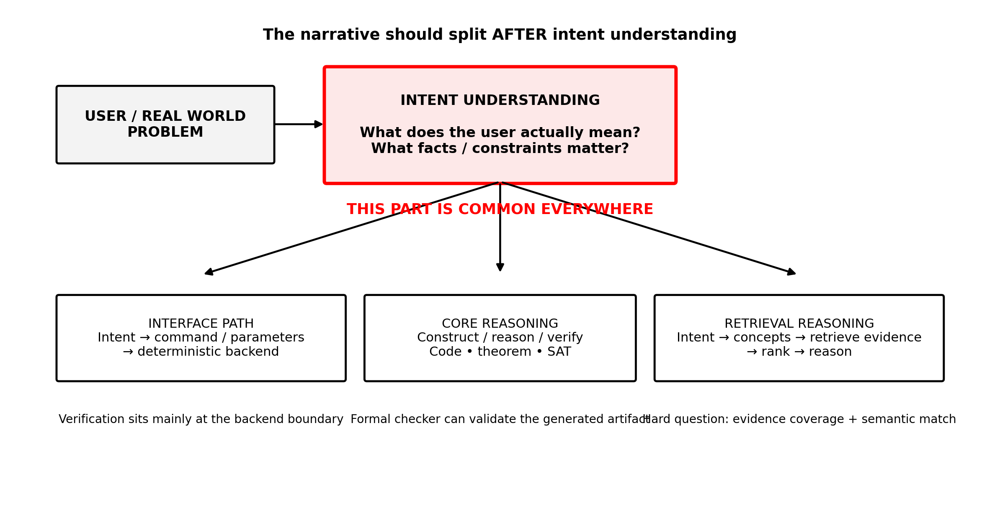 The narrative should split AFTER intent understanding
USER / REAL WORLD
PROBLEM
INTENT UNDERSTANDING
What does the user actually mean?
What facts / constraints matter?
THIS PART IS COMMON EVERYWHERE
INTERFACE PATH
Intent → command / parameters
→ deterministic backend
CORE REASONING
Construct / reason / verify
Code • theorem • SAT
RETRIEVAL REASONING
Intent → concepts → retrieve evidence
→ rank → reason
Verification sits mainly at the backend boundary
Formal checker can validate the generated artifact
Hard question: evidence coverage + semantic match